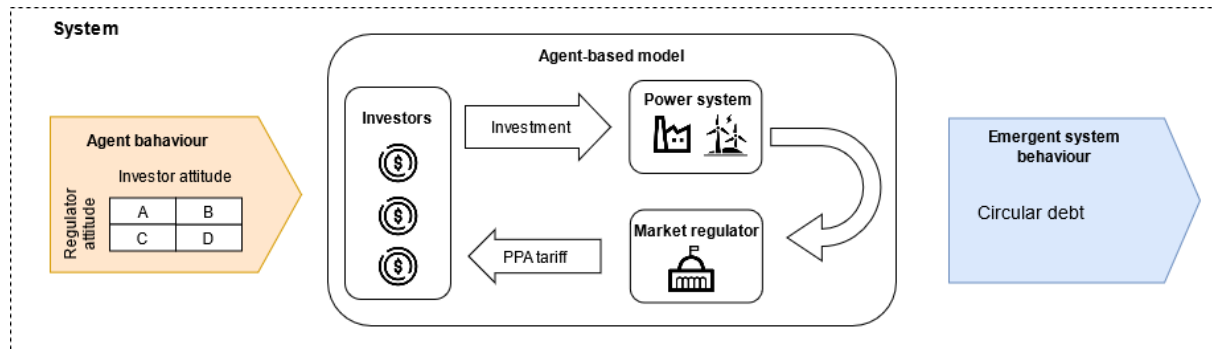 System
Agent-based model
Agent bahaviour
Investor attitude
Regulator
attitude
A B
C D
Investors
$
$
$
Investment
Power system
Market regulator
PPA tariff
Emergent system
behaviour
Circular debt